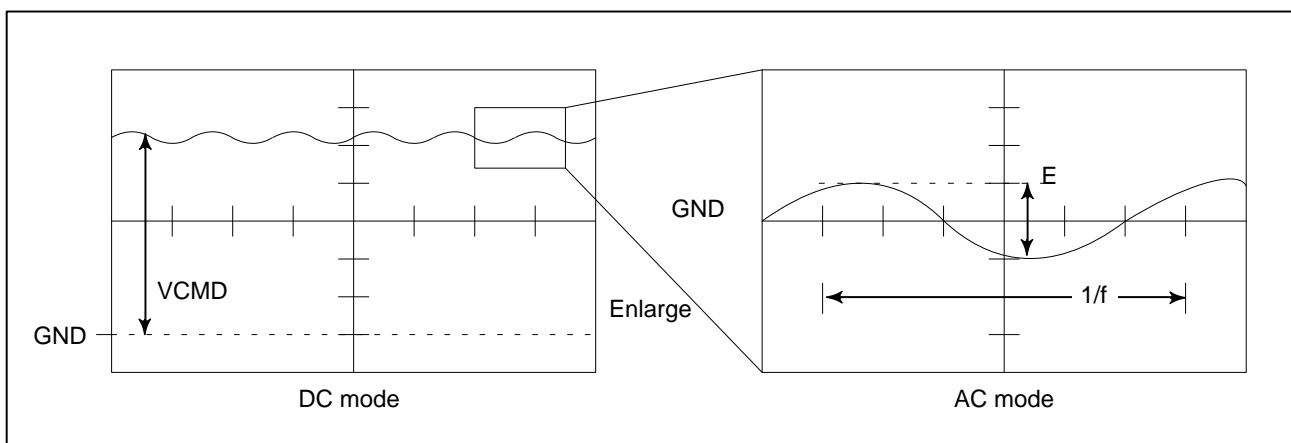 VCMD
GND
DC mode
Enlarge
GND
E
1/f
AC mode